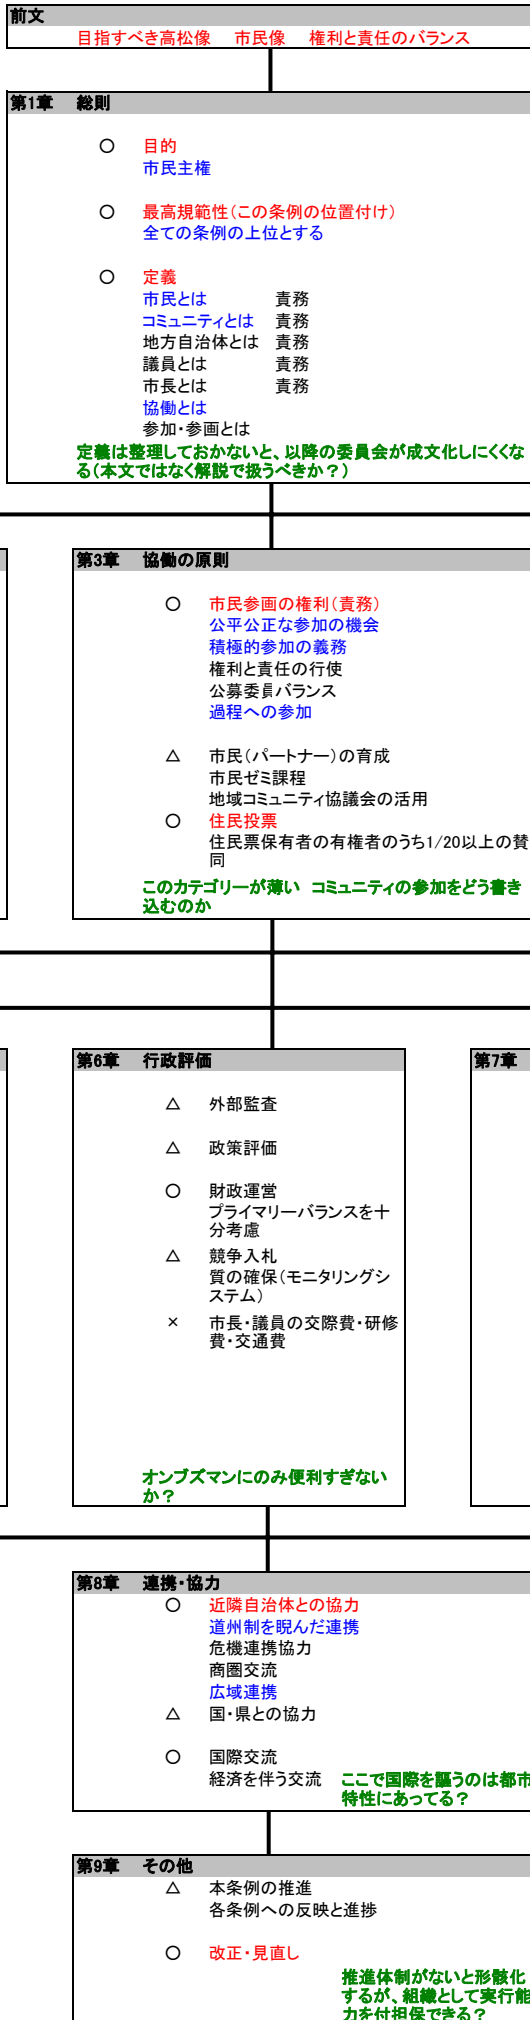 前文
目指すべき高松像　市民像　権利と責任のバランス
第1章　総則
○　目的
市民主権
○　最高規範性(この条例の位置付け)
全ての条例の上位とする
○　定義
市民とは　責務
コミュニティとは　責務
地方自治体とは　責務
議員とは　責務
市長とは　責務
協働とは
参加・参画とは
定義は整理しておかないと、以降の委員会が成文化しにくくな
る(本文ではなく解説で扱うべきか？)
第3章　協働の原則
○　市民参画の権利(責務)
公平公正な参加の機会
積極的参加の義務
権利と責任の行使
公募委員バランス
過程への参加
△　市民(パートナー)の育成
市民ゼミ課程
地域コミュニティ協議会の活用
○　住民投票
住民票保有者の有権者のうち1/20以上の賛
同
このカテゴリーが薄い　コミュニティの参加をどう書き
込むのか
第6章　行政評価
△　外部監査
△　政策評価
○　財政運営
プライマリーバランスを十
分考慮
△　競争入札
質の確保(モニタリングシ
ステム)
×　市長・議員の交際費・研修
費・交通費
オンブズマンにのみ便利すぎない
か？
第7章
第8章　連携・協力
○　近隣自治体との協力
道州制を睨んだ連携
危機連携協力
商圏交流
広域連携
△　国・県との協力
○　国際交流
経済を伴う交流　ここで国際を謳うのは都市
特性にあってる？
第9章　その他
△　本条例の推進
各条例への反映と進捗
○　改正・見直し
推進体制がないと形骸化
するが、組織として実行能
力を付担保できる？